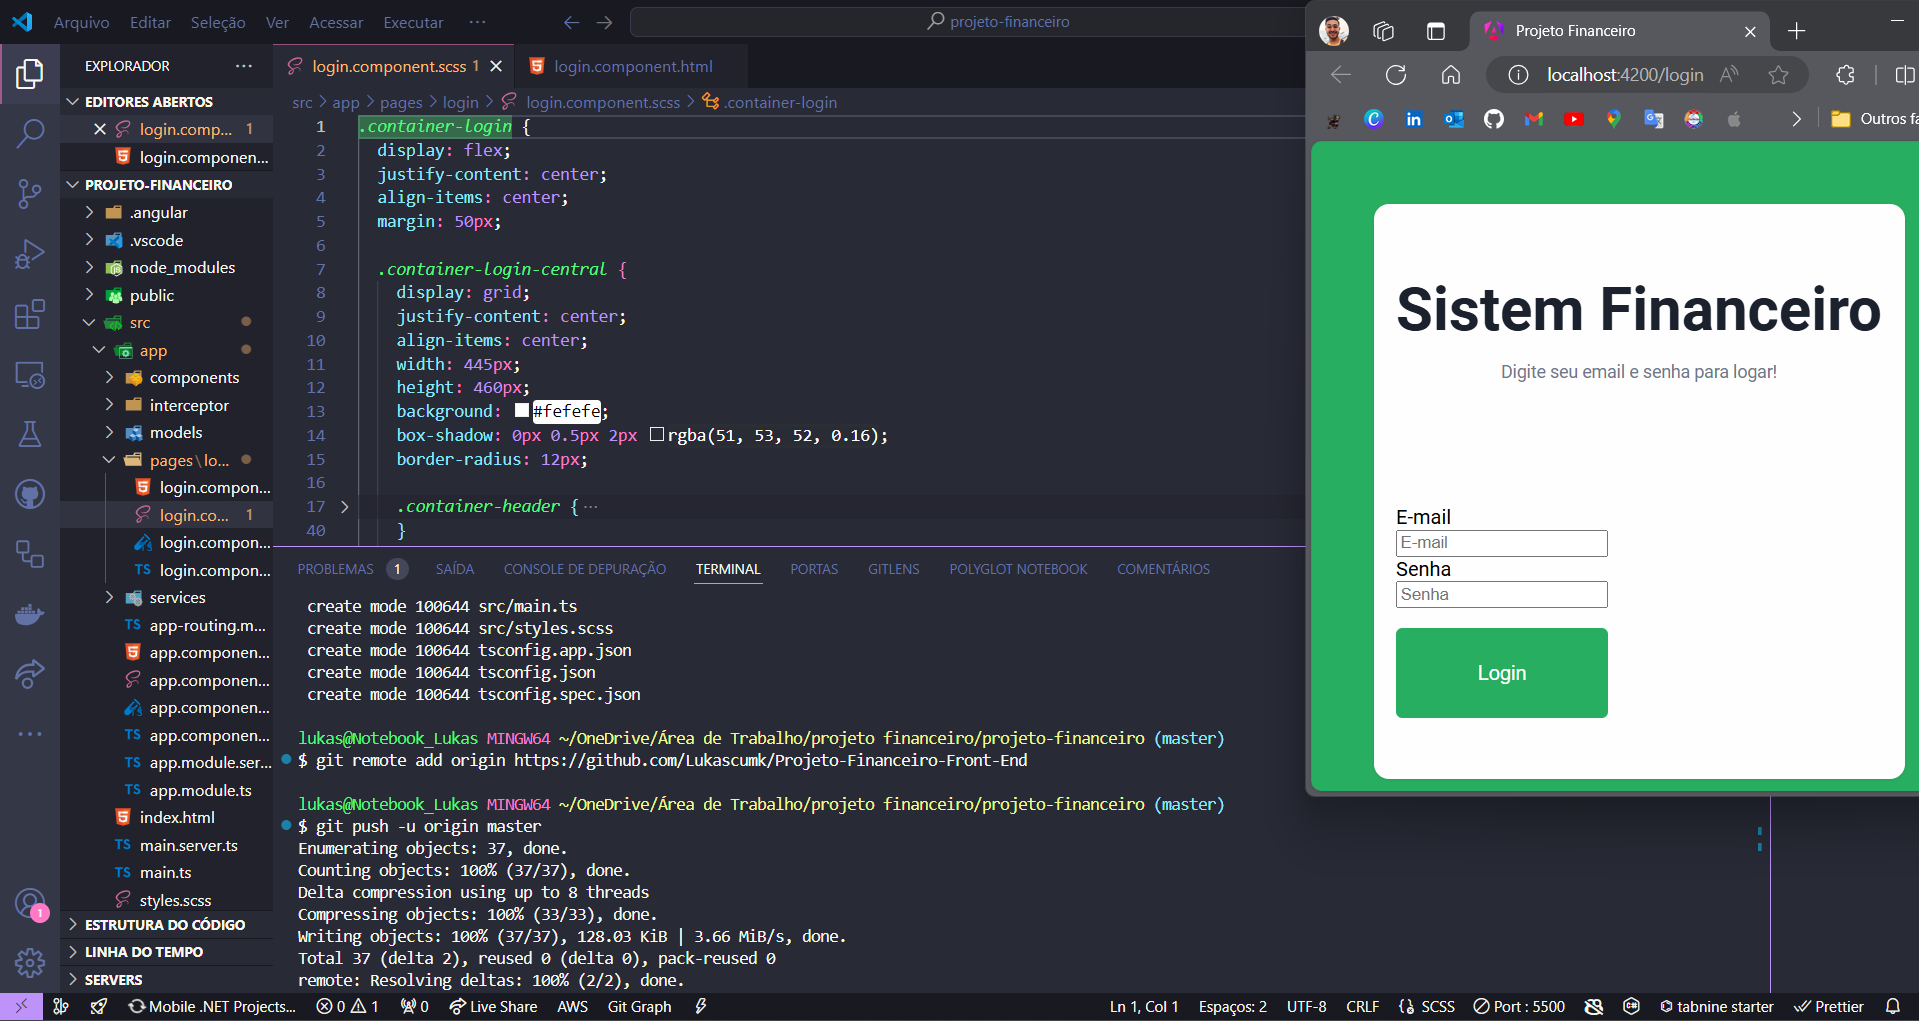 Arquivo Editar Seleção Ver Acessar Executar ··· projeto-financeiro
EXPLORADOR ···
EDITORES ABERTOS
login.comp... 1
login.componen...
PROJETO-FINANCEIRO
.angular
.vscode
node_modules
public
src
app
components
interceptor
models
pages\lo...
login.compon...
login.co... 1
login.compon...
TS login.compon...
services
TS app-routing.m...
app.componen...
app.componen...
app.componen...
TS app.componen...
TS app.module.ser...
TS app.module.ts
index.html
TS main.server.ts
TS main.ts
styles.scss
ESTRUTURA DO CÓDIGO
LINHA DO TEMPO
SERVERS
1
login.component.scss 1 login.component.html
src > app > pages > login > login.component.scss > .container-login
1 .container-login {
2 display: flex;
3 justify-content: center;
4 align-items: center;
5 margin: 50px;
6
7 .container-login-central {
8 display: grid;
9 justify-content: center;
10 align-items: center;
11 width: 445px;
12 height: 460px;
13 background: #fefefe;
14 box-shadow: 0px 0.5px 2px rgba(51, 53, 52, 0.16);
15 border-radius: 12px;
16
17 .container-header { ···
40 }
PROBLEMAS 1 SAÍDA CONSOLE DE DEPURAÇÃO TERMINAL PORTAS GITLENS POLYGLOT NOTEBOOK COMENTÁRIOS
create mode 100644 src/main.ts
create mode 100644 src/styles.scss
create mode 100644 tsconfig.app.json
create mode 100644 tsconfig.json
create mode 100644 tsconfig.spec.json
lukas@Notebook_Lukas MINGW64 ~/OneDrive/Área de Trabalho/projeto financeiro/projeto-financeiro (master)
$ git remote add origin https://github.com/Lukascumk/Projeto-Financeiro-Front-End
lukas@Notebook_Lukas MINGW64 ~/OneDrive/Área de Trabalho/projeto financeiro/projeto-financeiro (master)
$ git push -u origin master
Enumerating objects: 37, done.
Counting objects: 100% (37/37), done.
Delta compression using up to 8 threads
Compressing objects: 100% (33/33), done.
Writing objects: 100% (37/37), 128.03 KiB | 3.66 MiB/s, done.
Total 37 (delta 2), reused 0 (delta 0), pack-reused 0
remote: Resolving deltas: 100% (2/2), done.
Projeto Financeiro
localhost:4200/login
Outros fa
Sistem Financeiro
Digite seu email e senha para logar!
E-mail
E-mail
Senha
Senha
Login
Mobile .NET Projects... 0 1 0 Live Share AWS Git Graph Ln 1, Col 1 Espaços: 2 UTF-8 CRLF SCSS Port : 5500 tabnine starter Prettier